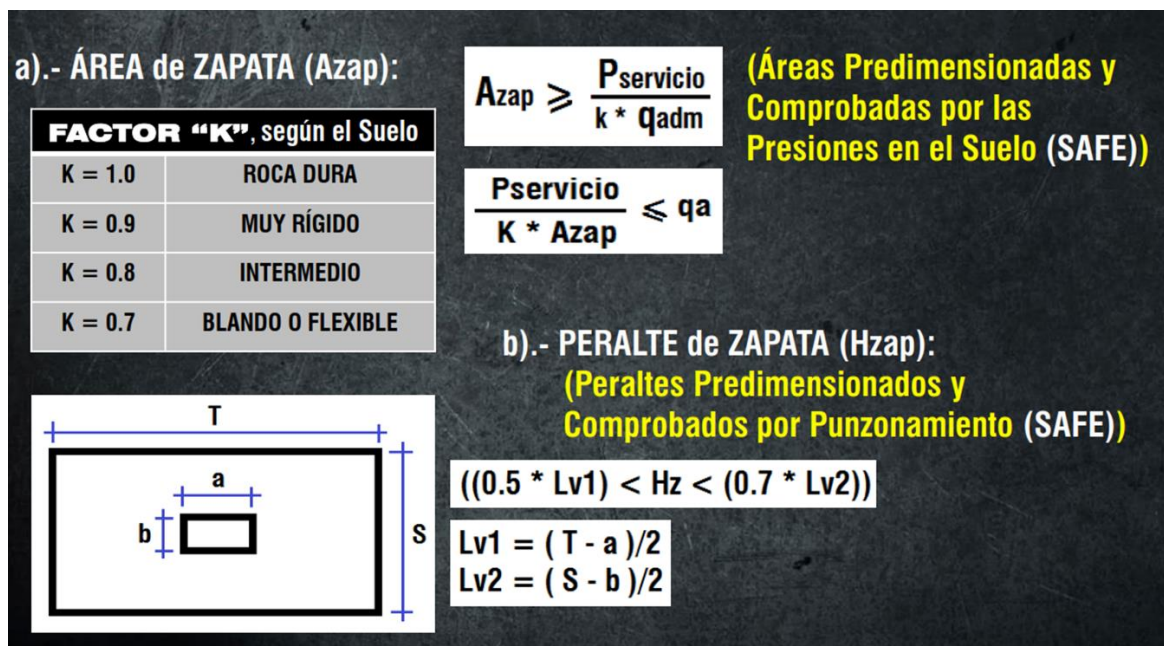 a).- ÁREA de ZAPATA (Azap):
FACTOR “K”, según el Suelo
K = 1.0 ROCA DURA
K = 0.9 MUY RÍGIDO
K = 0.8 INTERMEDIO
K = 0.7 BLANDO O FLEXIBLE
Azap ⩾ Pservicio / k * qadm
Pservicio / K * Azap ⩽ qa
(Áreas Predimensionadas y
Comprobadas por las
Presiones en el Suelo (SAFE))
T
a
b
S
b).- PERALTE de ZAPATA (Hzap):
(Peraltes Predimensionados y
Comprobados por Punzonamiento (SAFE))
((0.5 * Lv1) < Hz < (0.7 * Lv2))
Lv1 = ( T - a )/2
Lv2 = ( S - b )/2